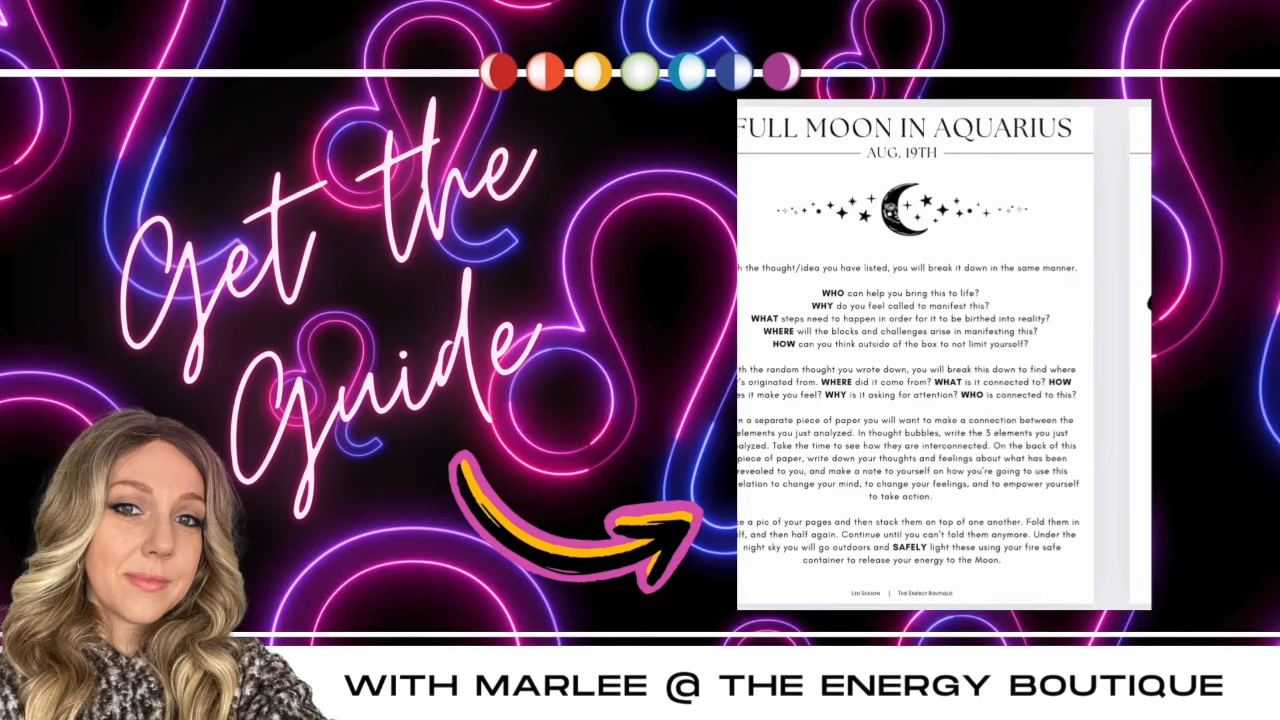 Get the
Guide
FULL MOON IN AQUARIUS
AUG. 19TH
the thought/idea you have listed, you will break it down in the same manner.
WHO can help you bring this to life?
WHY do you feel called to manifest this?
WHAT steps need to happen in order for it to be birthed into reality?
WHERE will the blocks and challenges arise in manifesting this?
HOW can you think outside of the box to not limit yourself?
the random thought you wrote down, you will break this down to find where
's originated from. WHERE did it come from? WHAT is it connected to? HOW
it make you feel? WHY is it asking for attention? WHO is connected to this?
a separate piece of paper you will want to make a connection between the
elements you just analyzed. In thought bubbles, write the 3 elements you just
Take the time to see how they are interconnected. On the back of this
piece of paper, write down your thoughts and feelings about what has been
revealed to you, and make a note to yourself on how you're going to use this
to change your mind, to change your feelings, and to empower yourself
to take action.
a pic of your pages and then stack them on top of one another. Fold them in
and then half again. Continue until you can't fold them anymore. Under the
night sky you will go outdoors and SAFELY light these using your fire safe
container to release your energy to the Moon.
LEO SEASON | THE ENERGY BOUTIQUE
WITH MARLEE @ THE ENERGY BOUTIQUE